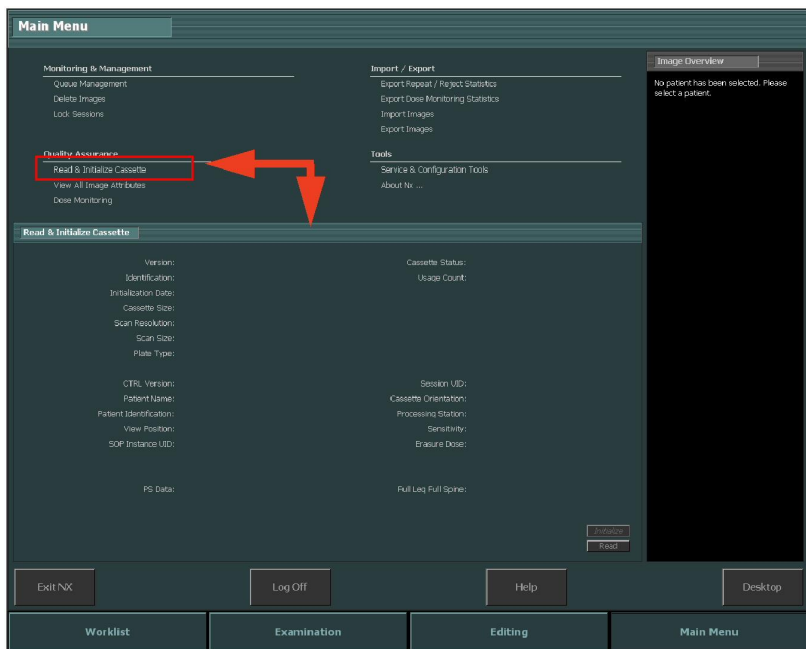 Main Menu
Monitoring & Management
Queue Management
Delete Images
Lock Sessions
Import / Export
Export Repeat / Reject Statistics
Export Dose Monitoring Statistics
Import Images
Export Images
Quality Assurance
Read & Initialize Cassette
View All Image Attributes
Dose Monitoring
Tools
Service & Configuration Tools
About Nx ...
Image Overview
No patient has been selected. Please
select a patient.
Read & Initialize Cassette
Version:
Identification:
Initialization Date:
Cassette Size:
Scan Resolution:
Scan Size:
Plate Type:
Cassette Status:
Usage Count:
CTRL Version:
Patient Name:
Patient Identification:
View Position:
SOP Instance UID:
Session UID:
Cassette Orientation:
Processing Station:
Sensitivity:
Erasure Dose:
PS Data:
Full Leg Full Spine:
Initialize
Read
Exit NX
Log Off
Help
Desktop
Worklist
Examination
Editing
Main Menu